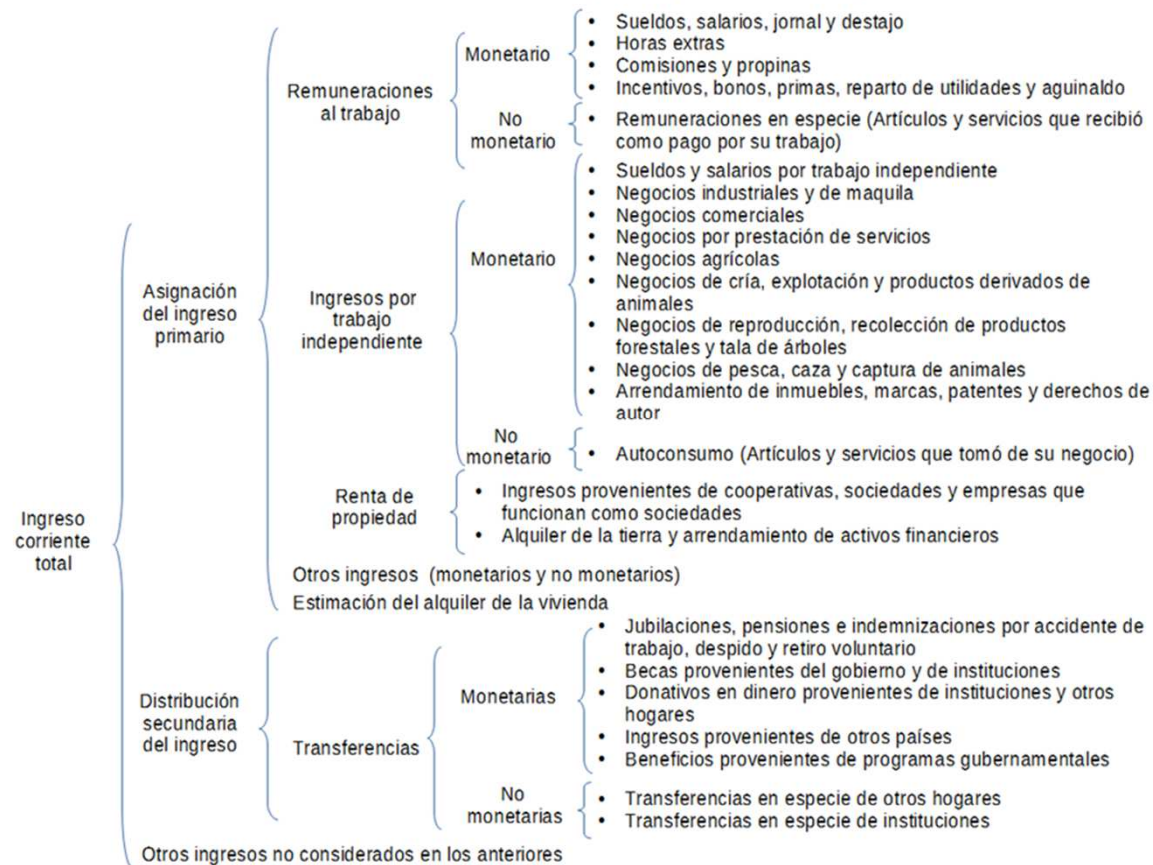 Ingreso
corriente
total
Asignación
del ingreso
primario
Remuneraciones
al trabajo
Monetario
• Sueldos, salarios, jornal y destajo
• Horas extras
• Comisiones y propinas
• Incentivos, bonos, primas, reparto de utilidades y aguinaldo
No
monetario
• Remuneraciones en especie (Artículos y servicios que recibió
como pago por su trabajo)
Ingresos por
trabajo
independiente
Monetario
• Sueldos y salarios por trabajo independiente
• Negocios industriales y de maquila
• Negocios comerciales
• Negocios por prestación de servicios
• Negocios agrícolas
• Negocios de cría, explotación y productos derivados de
animales
• Negocios de reproducción, recolección de productos
forestales y tala de árboles
• Negocios de pesca, caza y captura de animales
• Arrendamiento de inmuebles, marcas, patentes y derechos de
autor
No
monetario
• Autoconsumo (Artículos y servicios que tomó de su negocio)
Renta de
propiedad
• Ingresos provenientes de cooperativas, sociedades y empresas que
funcionan como sociedades
• Alquiler de la tierra y arrendamiento de activos financieros
Otros ingresos (monetarios y no monetarios)
Estimación del alquiler de la vivienda
Distribución
secundaria
del ingreso
Transferencias
Monetarias
• Jubilaciones, pensiones e indemnizaciones por accidente de
trabajo, despido y retiro voluntario
• Becas provenientes del gobierno y de instituciones
• Donativos en dinero provenientes de instituciones y otros
hogares
• Ingresos provenientes de otros países
• Beneficios provenientes de programas gubernamentales
No
monetarias
• Transferencias en especie de otros hogares
• Transferencias en especie de instituciones
Otros ingresos no considerados en los anteriores